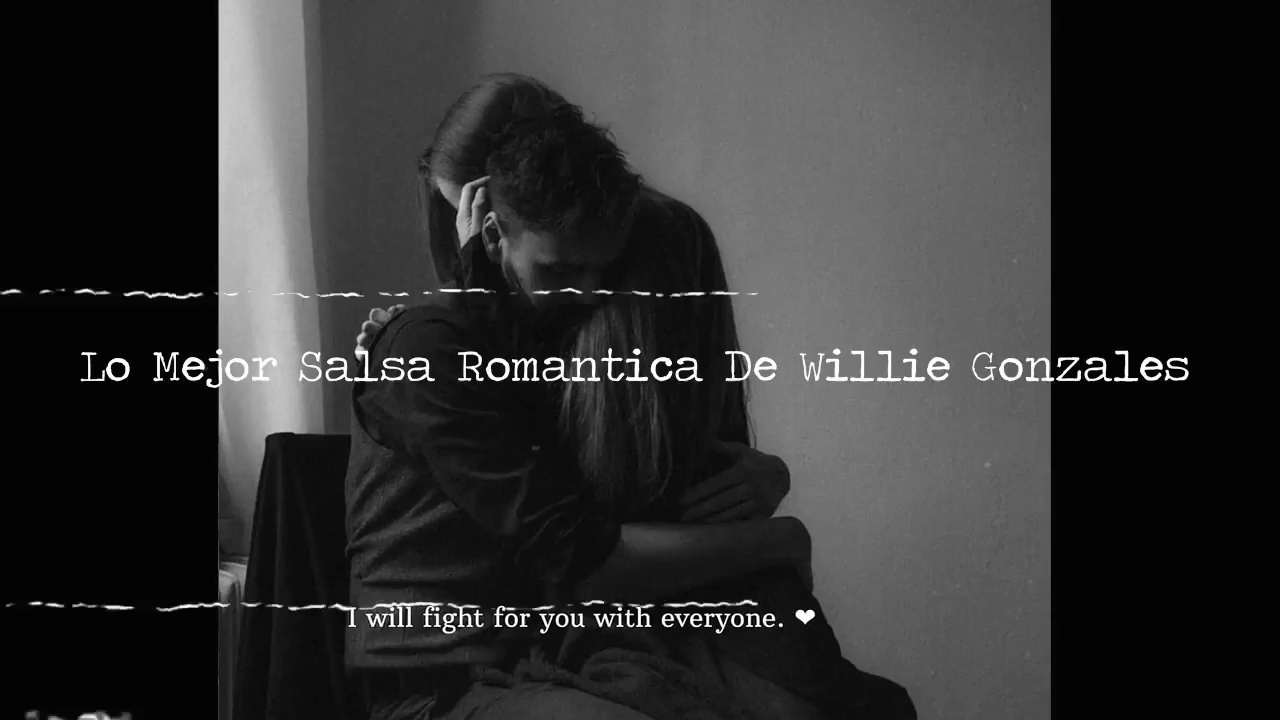 Lo Mejor Salsa Romantica De Willie Gonzales
I will fight for you with everyone. ❤